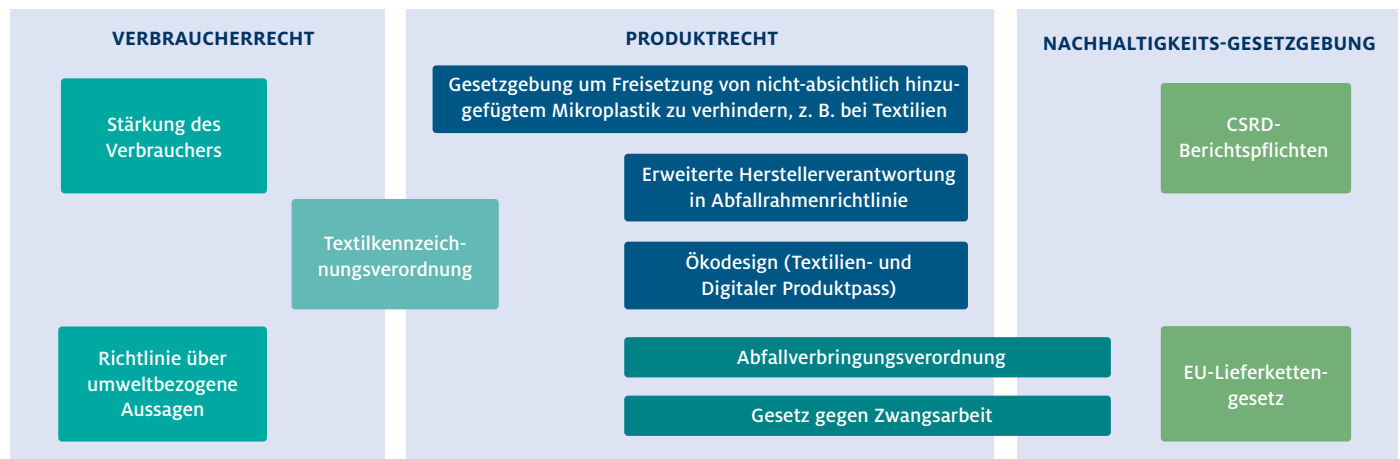 VERBRAUCHERRECHT
Stärkung des
Verbrauchers
Textilkennzeich-
nungsverordnung
Richtlinie über
umweltbezogene
Aussagen
PRODUKTRECHT
Gesetzgebung um Freisetzung von nicht-absichtlich hinzu-
gefügtem Mikroplastik zu verhindern, z. B. bei Textilien
Erweiterte Herstellerverantwortung
in Abfallrahmenrichtlinie
Ökodesign (Textilien- und
Digitaler Produktpass)
Abfallverbringungsverordnung
Gesetz gegen Zwangsarbeit
NACHHALTIGKEITS-GESETZGEBUNG
CSRD-
Berichtspflichten
EU-Lieferketten-
gesetz